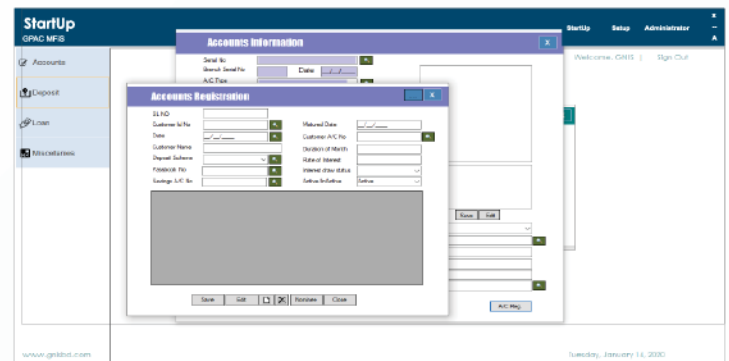 StartUp
GPAC MFIS
StartUp Setup Administrator
x
-
A
Welcome, GNIS | Sign Out
Accounts
Deposit
Loan
Miscellaneous
Accounts Information
x
Serial No
Branch Serial No
Date
A/C Type
Accounts Registration
x
SL NO
Customer Id No
Date
Customer Name
Deposit Scheme
Passbook No
Savings A/C No
Matured Date
Customer A/C No
Duration of Month
Rate of Interest
Interest draw status
Active/InActive
Active
Save Edit
Save Edit Nominee Close
A/C Reg.
www.gnisbd.com
Tuesday, January 14, 2020